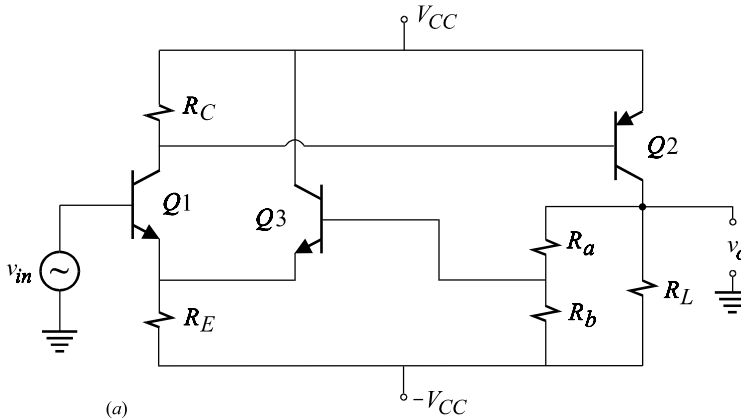 V_CC
R_C
Q1
Q2
Q3
R_a
v_o
v_in
R_E
R_b
R_L
(a)
-V_CC